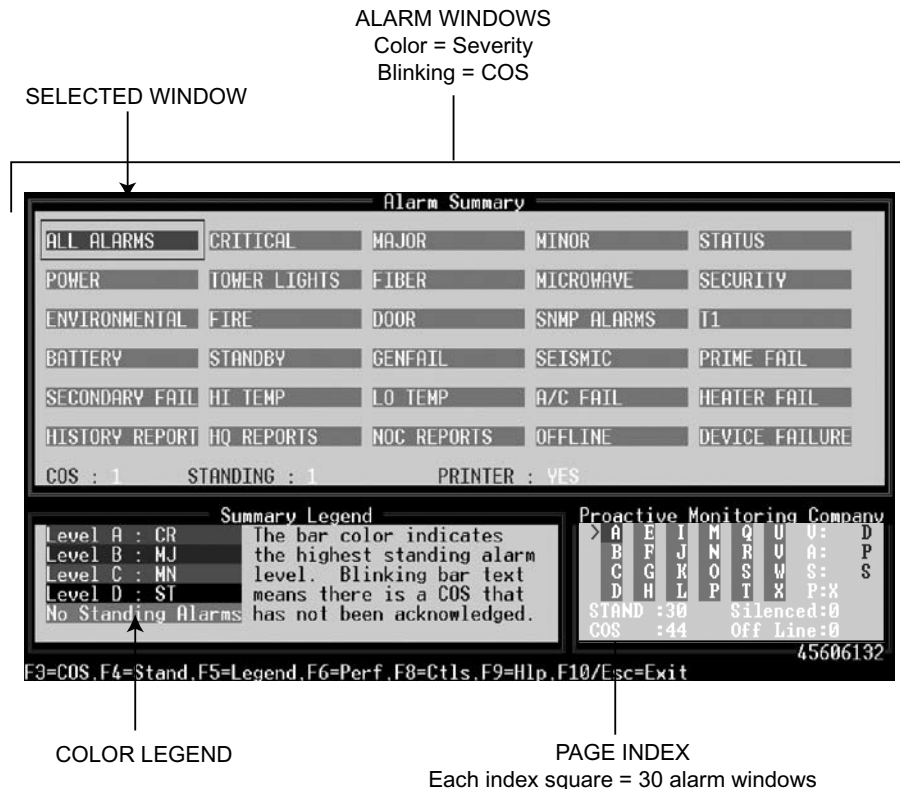 ALARM WINDOWS
Color = Severity
Blinking = COS
SELECTED WINDOW
Alarm Summary
ALL ALARMS CRITICAL MAJOR MINOR STATUS
POWER TOWER LIGHTS FIBER MICROWAVE SECURITY
ENVIRONMENTAL FIRE DOOR SNMP ALARMS T1
BATTERY STANDBY GENFAIL SEISMIC PRIME FAIL
SECONDARY FAIL HI TEMP LO TEMP A/C FAIL HEATER FAIL
HISTORY REPORT HQ REPORTS NOC REPORTS OFFLINE DEVICE FAILURE
COS : 1 STANDING : 1 PRINTER : YES
Summary Legend
Level A : CR The bar color indicates
Level B : MJ the highest standing alarm
Level C : MN level. Blinking bar text
Level D : ST means there is a COS that
No Standing Alarms has not been acknowledged.
Proactive Monitoring Company
> A E I M Q U U: D
B F J N R V A: P
C G K O S W S: S
D H L P T X P:X
STAND :30 Silenced:0
COS :44 Off Line:0
45606132
F3=COS,F4=Stand,F5=Legend,F6=Perf,F8=Ctls,F9=Hlp,F10/Esc=Exit
COLOR LEGEND
PAGE INDEX
Each index square = 30 alarm windows